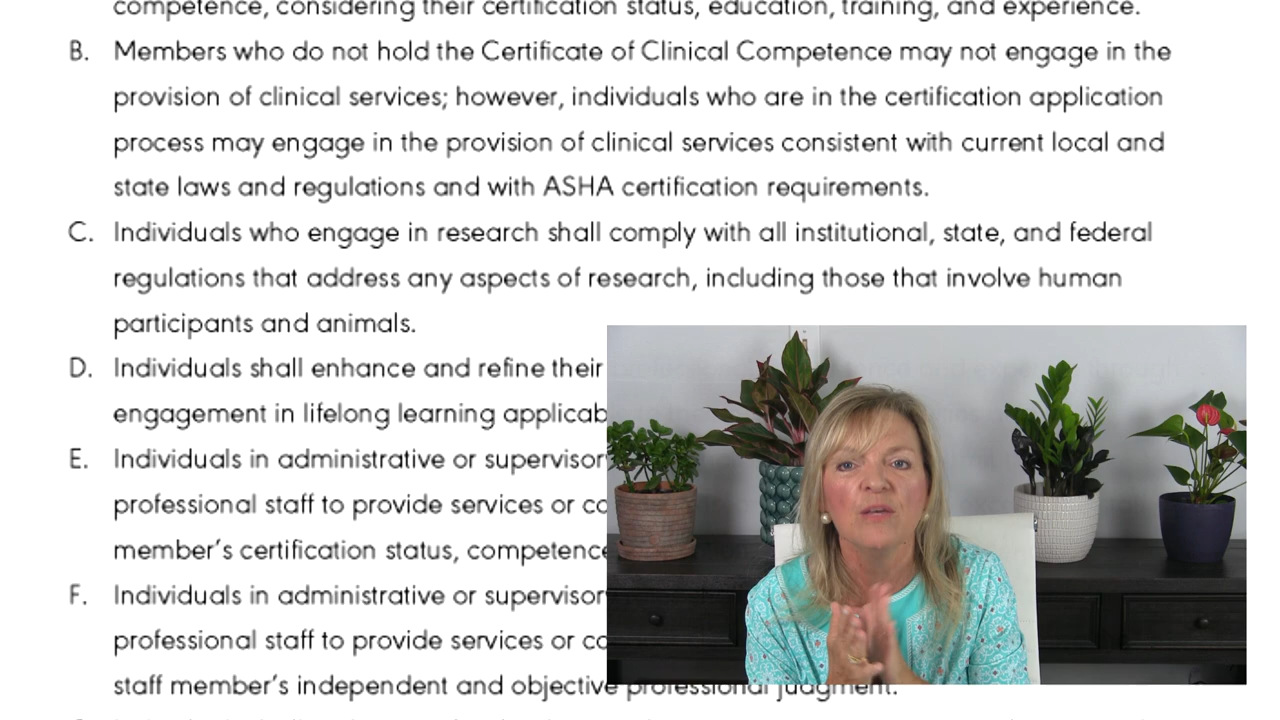 competence, considering their certification status, education, training, and experience.
B. Members who do not hold the Certificate of Clinical Competence may not engage in the
provision of clinical services; however, individuals who are in the certification application
process may engage in the provision of clinical services consistent with current local and
state laws and regulations and with ASHA certification requirements.
C. Individuals who engage in research shall comply with all institutional, state, and federal
regulations that address any aspects of research, including those that involve human
participants and animals.
D. Individuals shall enhance and refine their
engagement in lifelong learning applicab
E. Individuals in administrative or supervisor
professional staff to provide services or co
member's certification status, competence
F. Individuals in administrative or supervisor
professional staff to provide services or co
staff member's independent and objective professional judgment.